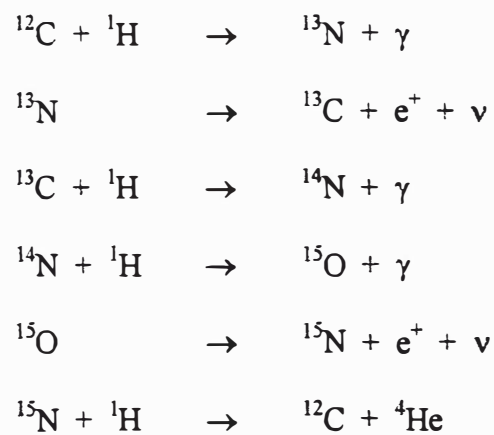 ¹²C + ¹H → ¹³N + γ
¹³N → ¹³C + e⁺ + ν
¹³C + ¹H → ¹⁴N + γ
¹⁴N + ¹H → ¹⁵O + γ
¹⁵O → ¹⁵N + e⁺ + ν
¹⁵N + ¹H → ¹²C + ⁴He